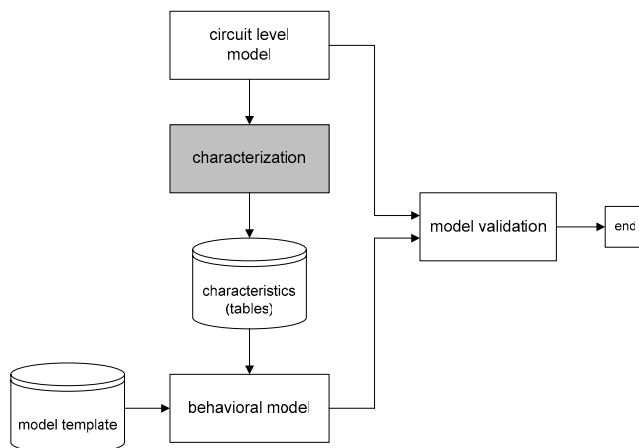 circuit level
model
characterization
model validation
end
characteristics
(tables)
model template
behavioral model